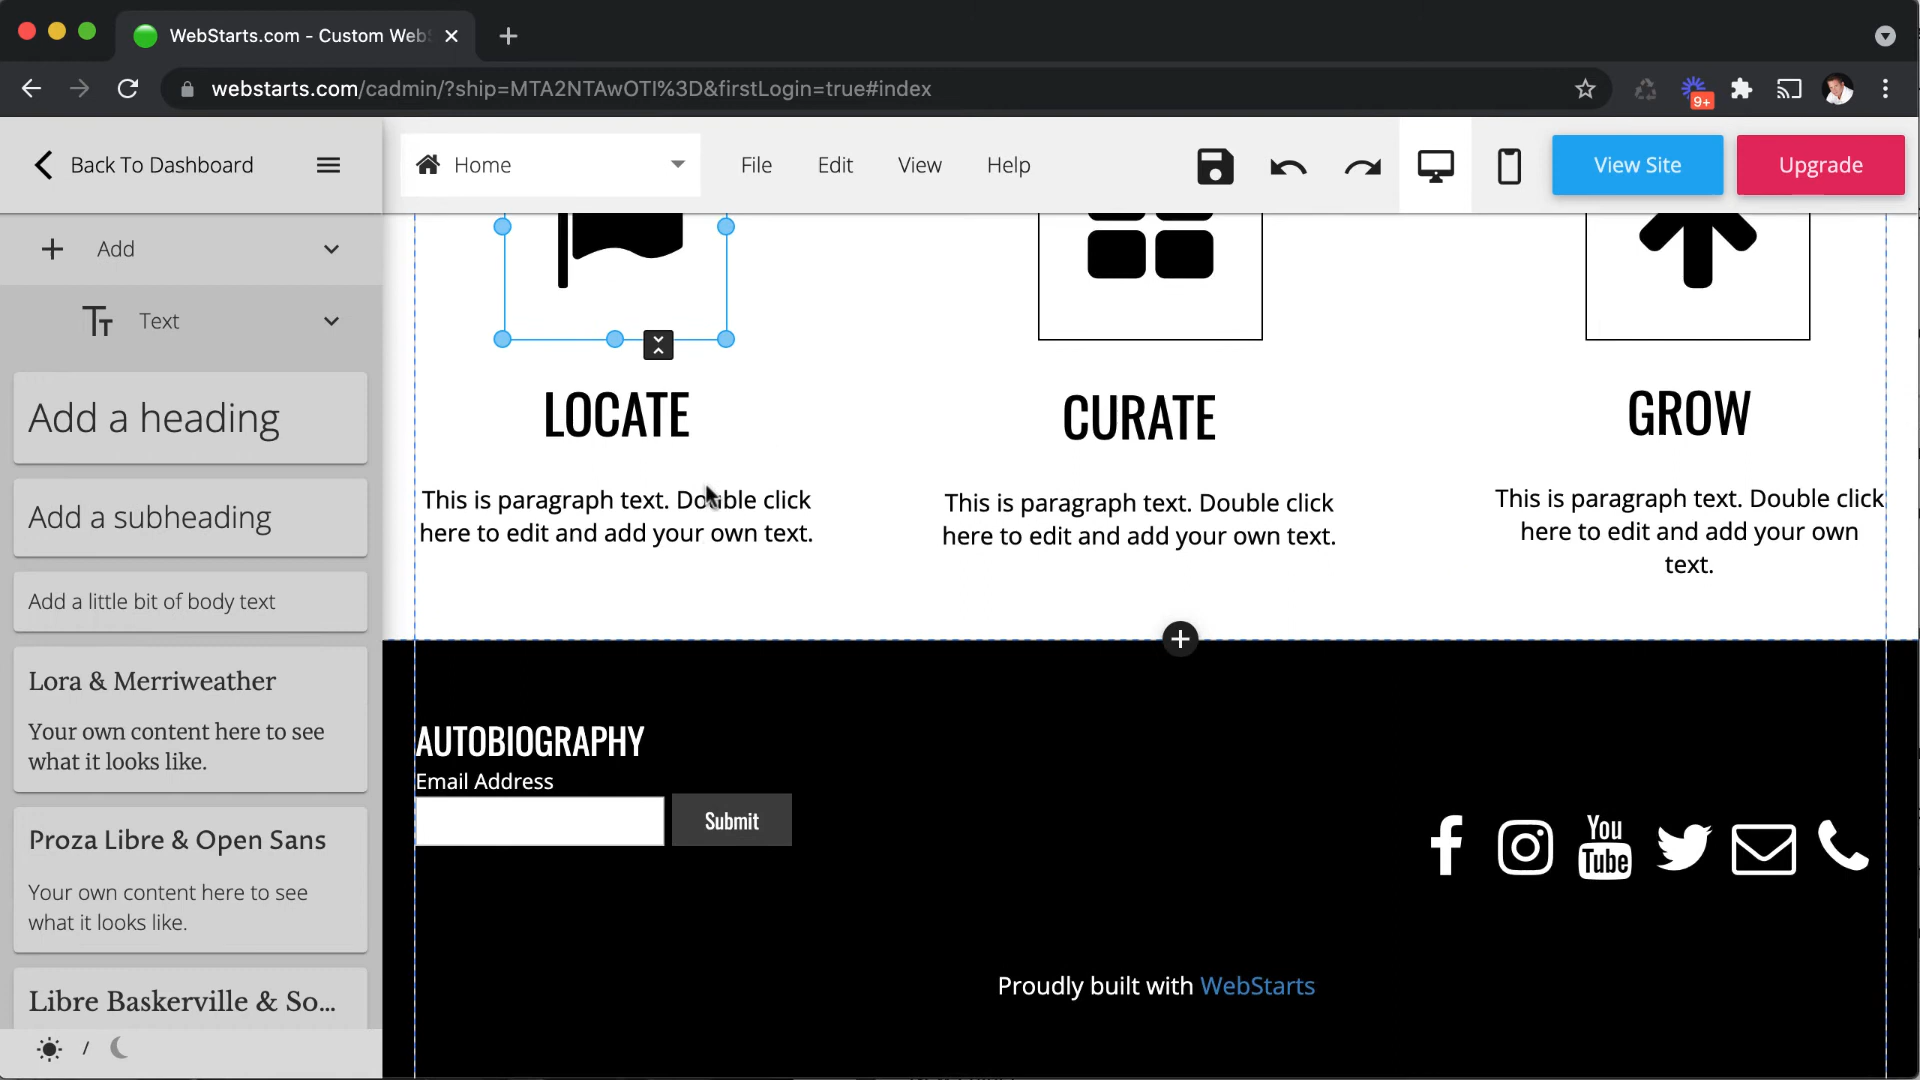 WebStarts.com - Custom Web
webstarts.com/cadmin/?ship=MTA2NTAwOTI%3D&firstLogin=true#index
9+
Back To Dashboard
Home
File
Edit
View
Help
View Site
Upgrade
Add
Text
Add a heading
Add a subheading
Add a little bit of body text
Lora & Merriweather
Your own content here to see
what it looks like.
Proza Libre & Open Sans
Your own content here to see
what it looks like.
Libre Baskerville & So...
/
LOCATE
This is paragraph text. Double click
here to edit and add your own text.
CURATE
This is paragraph text. Double click
here to edit and add your own text.
GROW
This is paragraph text. Double click
here to edit and add your own
text.
AUTOBIOGRAPHY
Email Address
Submit
You
Tube
Proudly built with WebStarts